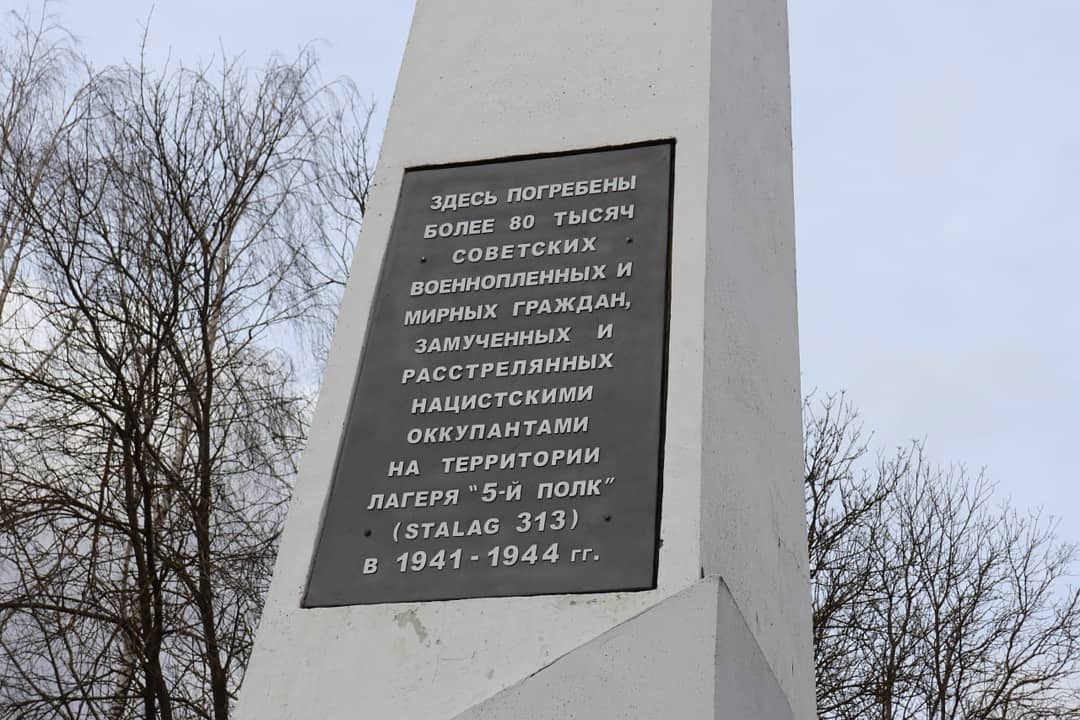 ЗДЕСЬ ПОГРЕБЕНЫ
БОЛЕЕ 80 ТЫСЯЧ
СОВЕТСКИХ
ВОЕННОПЛЕННЫХ И
МИРНЫХ ГРАЖДАН,
ЗАМУЧЕННЫХ И
РАССТРЕЛЯННЫХ
НАЦИСТСКИМИ
ОККУПАНТАМИ
НА ТЕРРИТОРИИ
ЛАГЕРЯ "5-Й ПОЛК"
(STALAG 313)
В 1941-1944 гг.